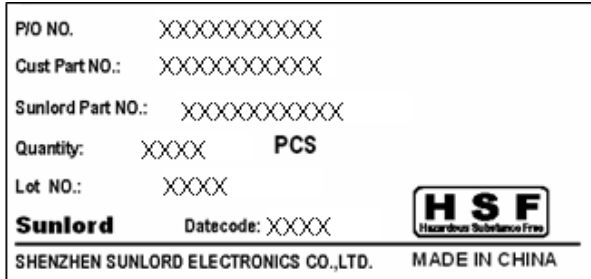 P/O NO. XXXXXXXXXX
Cust Part NO.: XXXXXXXXXX
Sunlord Part NO.: XXXXXXXXXX
Quantity: XXXX PCS
Lot NO.: XXXX
Sunlord Datecode: XXXX
HSF
Hazardous Substance Free
SHENZHEN SUNLORD ELECTRONICS CO.,LTD. MADE IN CHINA